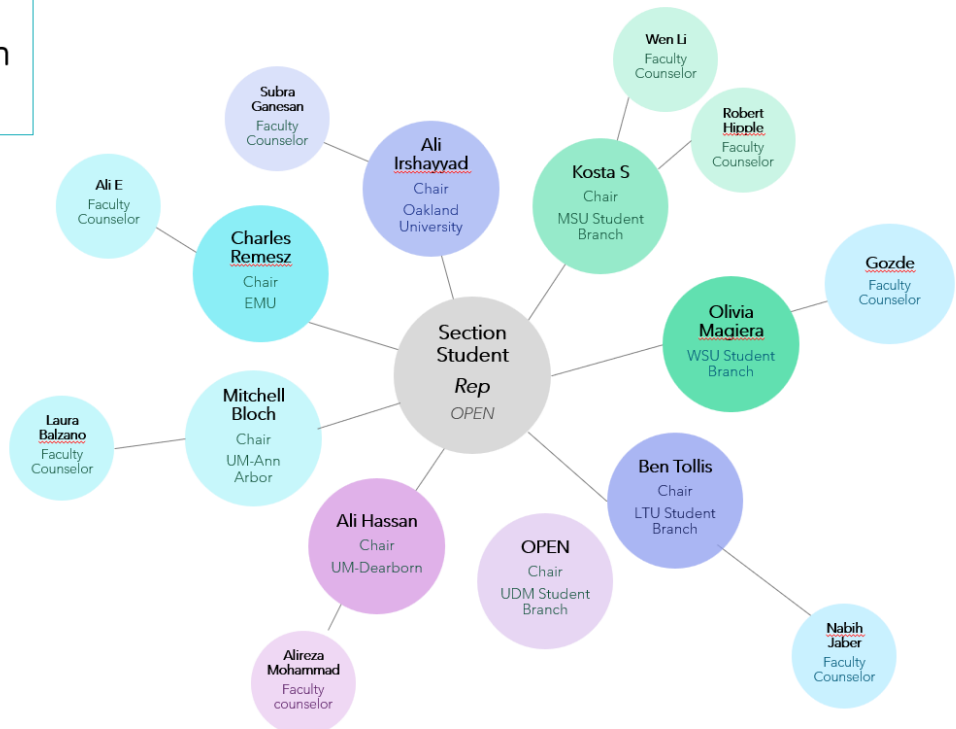 n
Wen Li
Faculty
Counselor
Subra
Ganesan
Faculty
Counselor
Robert
Hipple
Faculty
Counselor
Ali
Irshayyad
Chair
Oakland
University
Kosta S
Chair
MSU Student
Branch
Ali E
Faculty
Counselor
Charles
Remesz
Chair
EMU
Gozde
Faculty
Counselor
Olivia
Magiera
WSU Student
Branch
Section
Student
Rep
OPEN
Mitchell
Bloch
Chair
UM-Ann
Arbor
Laura
Balzano
Faculty
Counselor
Ben Tollis
Chair
LTU Student
Branch
Ali Hassan
Chair
UM-Dearborn
OPEN
Chair
UDM Student
Branch
Nabih
Jaber
Faculty
Counselor
Alireza
Mohammad
Faculty
counselor